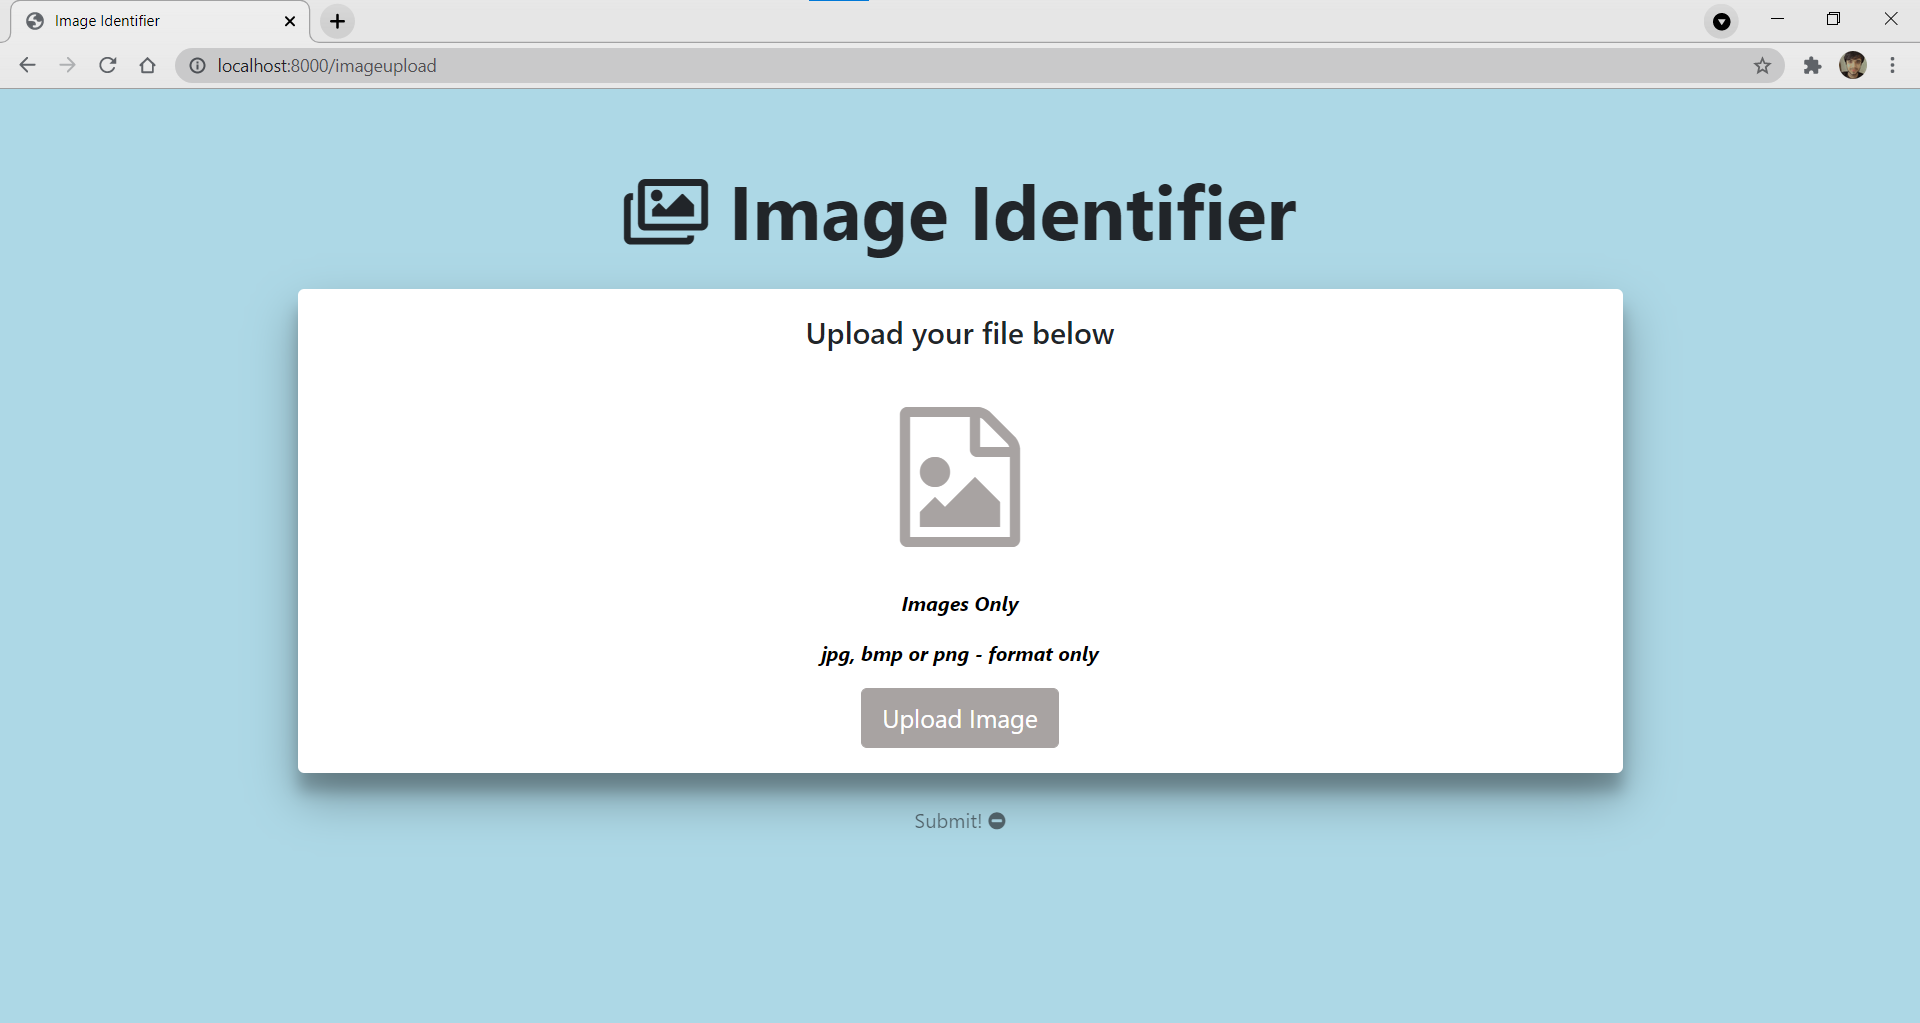 Image Identifier
localhost:8000/imageupload
Image Identifier
Upload your file below
Images Only
jpg, bmp or png - format only
Upload Image
Submit!